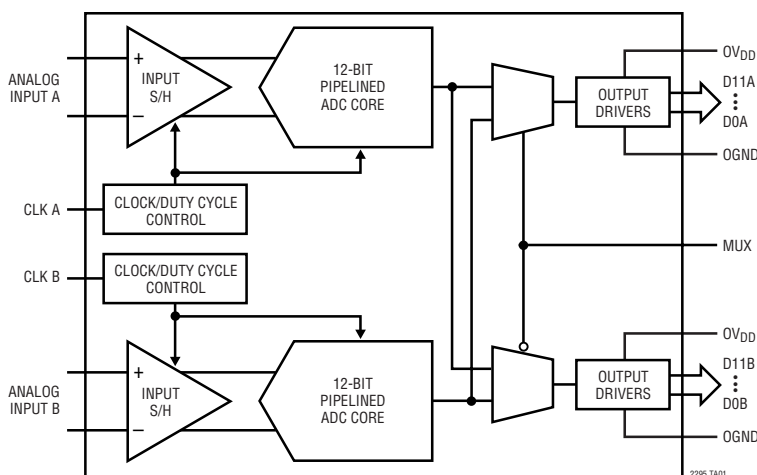 ANALOG
INPUT A
+
−
INPUT
S/H
12-BIT
PIPELINED
ADC CORE
OUTPUT
DRIVERS
OVDD
D11A
D0A
OGND
CLK A
CLOCK/DUTY CYCLE
CONTROL
MUX
CLK B
CLOCK/DUTY CYCLE
CONTROL
ANALOG
INPUT B
+
−
INPUT
S/H
12-BIT
PIPELINED
ADC CORE
OUTPUT
DRIVERS
OVDD
D11B
D0B
OGND
2295 TA01